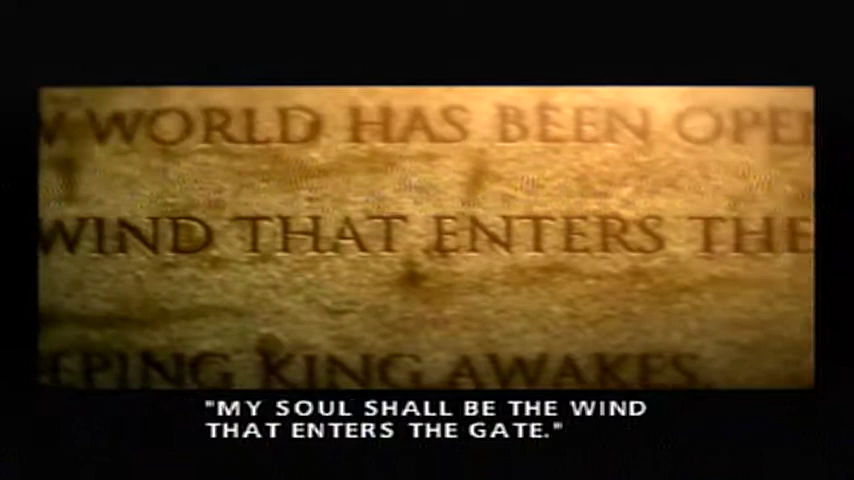 W WORLD HAS BEEN OPE
WIND THAT ENTERS THE
EPING KING AWAKES.
"MY SOUL SHALL BE THE WIND
THAT ENTERS THE GATE."